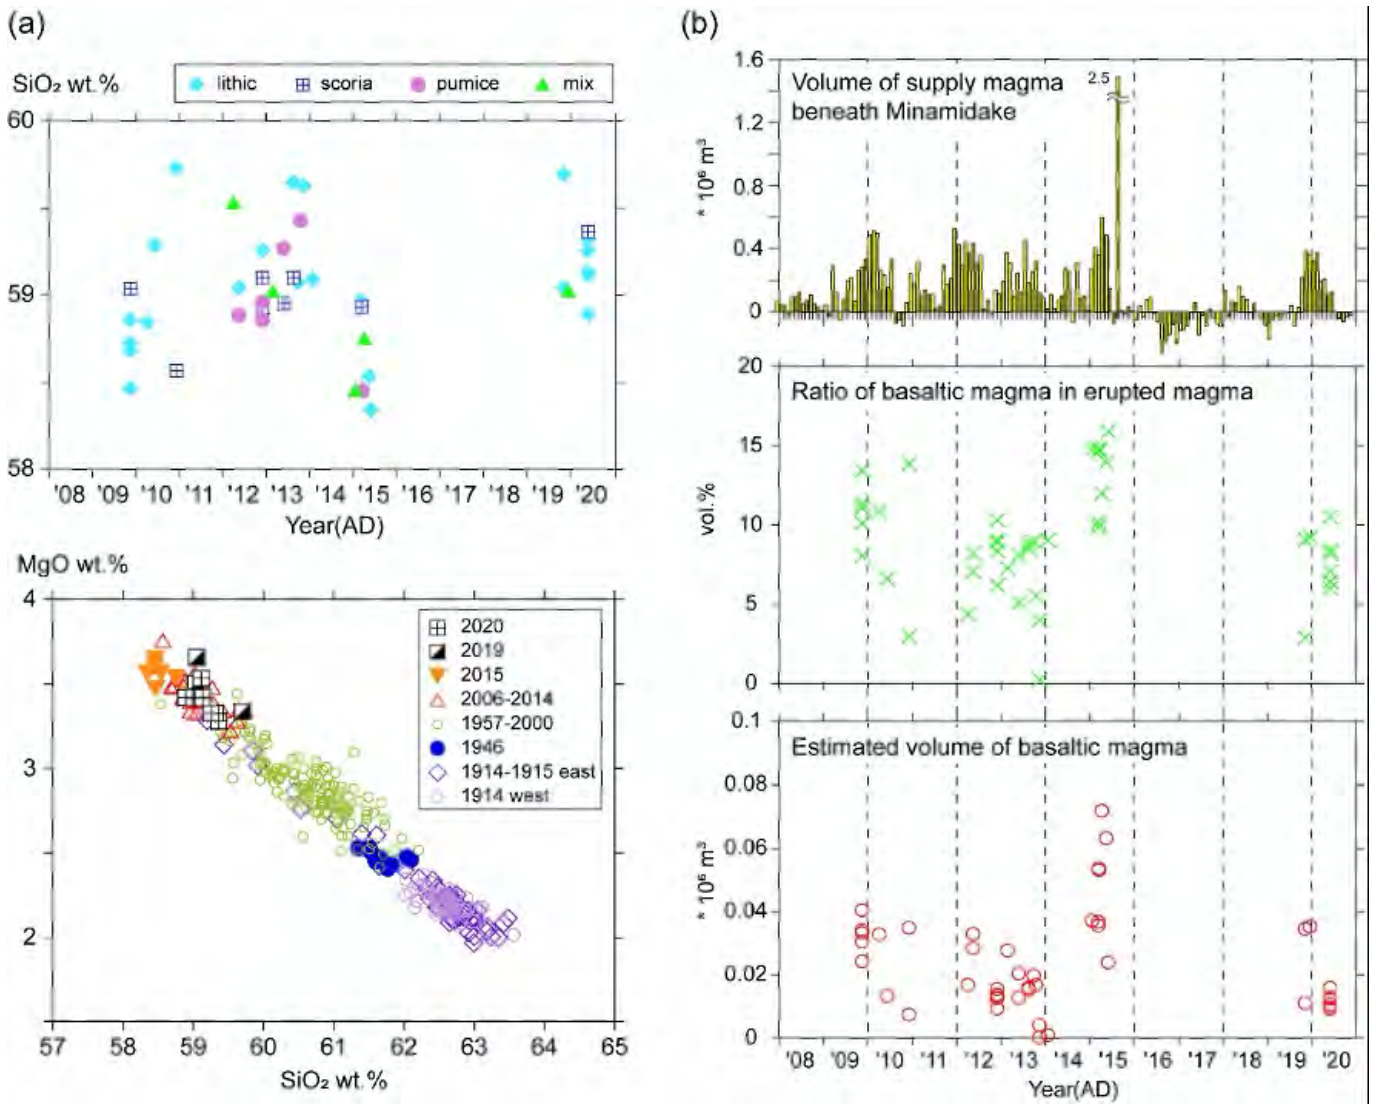 (a)
SiO₂ wt.%
lithic scoria pumice mix
60
59
58
'08 '09 '10 '11 '12 '13 '14 '15 '16 '17 '18 '19 '20
Year(AD)
MgO wt.%
4
3
2
2020
2019
2015
2006-2014
1957-2000
1946
1914-1915 east
1914 west
57 58 59 60 61 62 63 64 65
SiO₂ wt.%
(b)
1.6
1.2
0.8
0.4
0
* 10⁶ m³
Volume of supply magma
beneath Minamidake
2.5
20
15
10
5
0
vol.%
Ratio of basaltic magma in erupted magma
0.1
0.08
0.06
0.04
0.02
0
* 10⁶ m³
Estimated volume of basaltic magma
'08 '09 '10 '11 '12 '13 '14 '15 '16 '17 '18 '19 '20
Year(AD)